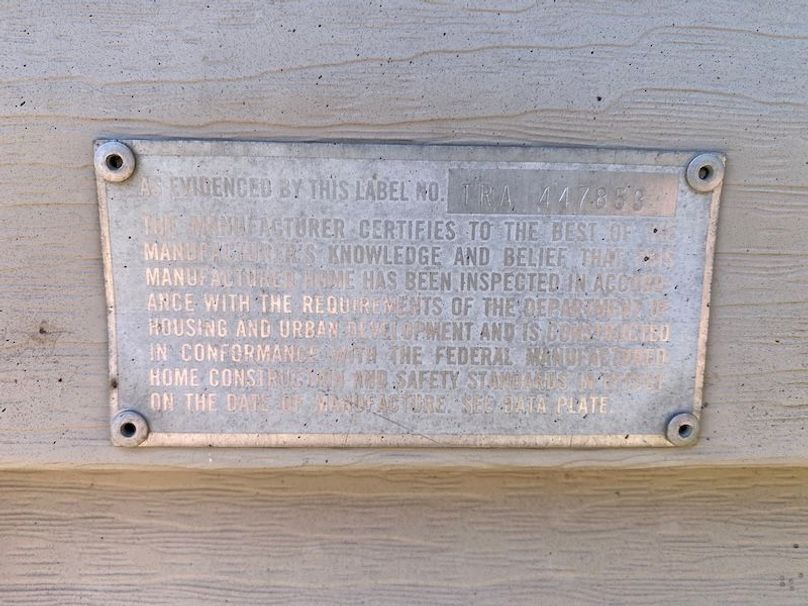 AS EVIDENCED BY THIS LABEL NO. TRA 447853
THE MANUFACTURER CERTIFIES TO THE BEST OF THE
MANUFACTURER'S KNOWLEDGE AND BELIEF THAT THIS
MANUFACTURED HOME HAS BEEN INSPECTED IN ACCORD-
ANCE WITH THE REQUIREMENTS OF THE DEPARTMENT OF
HOUSING AND URBAN DEVELOPMENT AND IS CONSTRUCTED
IN CONFORMANCE WITH THE FEDERAL MANUFACTURED
HOME CONSTRUCTION AND SAFETY STANDARDS IN EFFECT
ON THE DATE OF MANUFACTURE. SEE DATA PLATE.